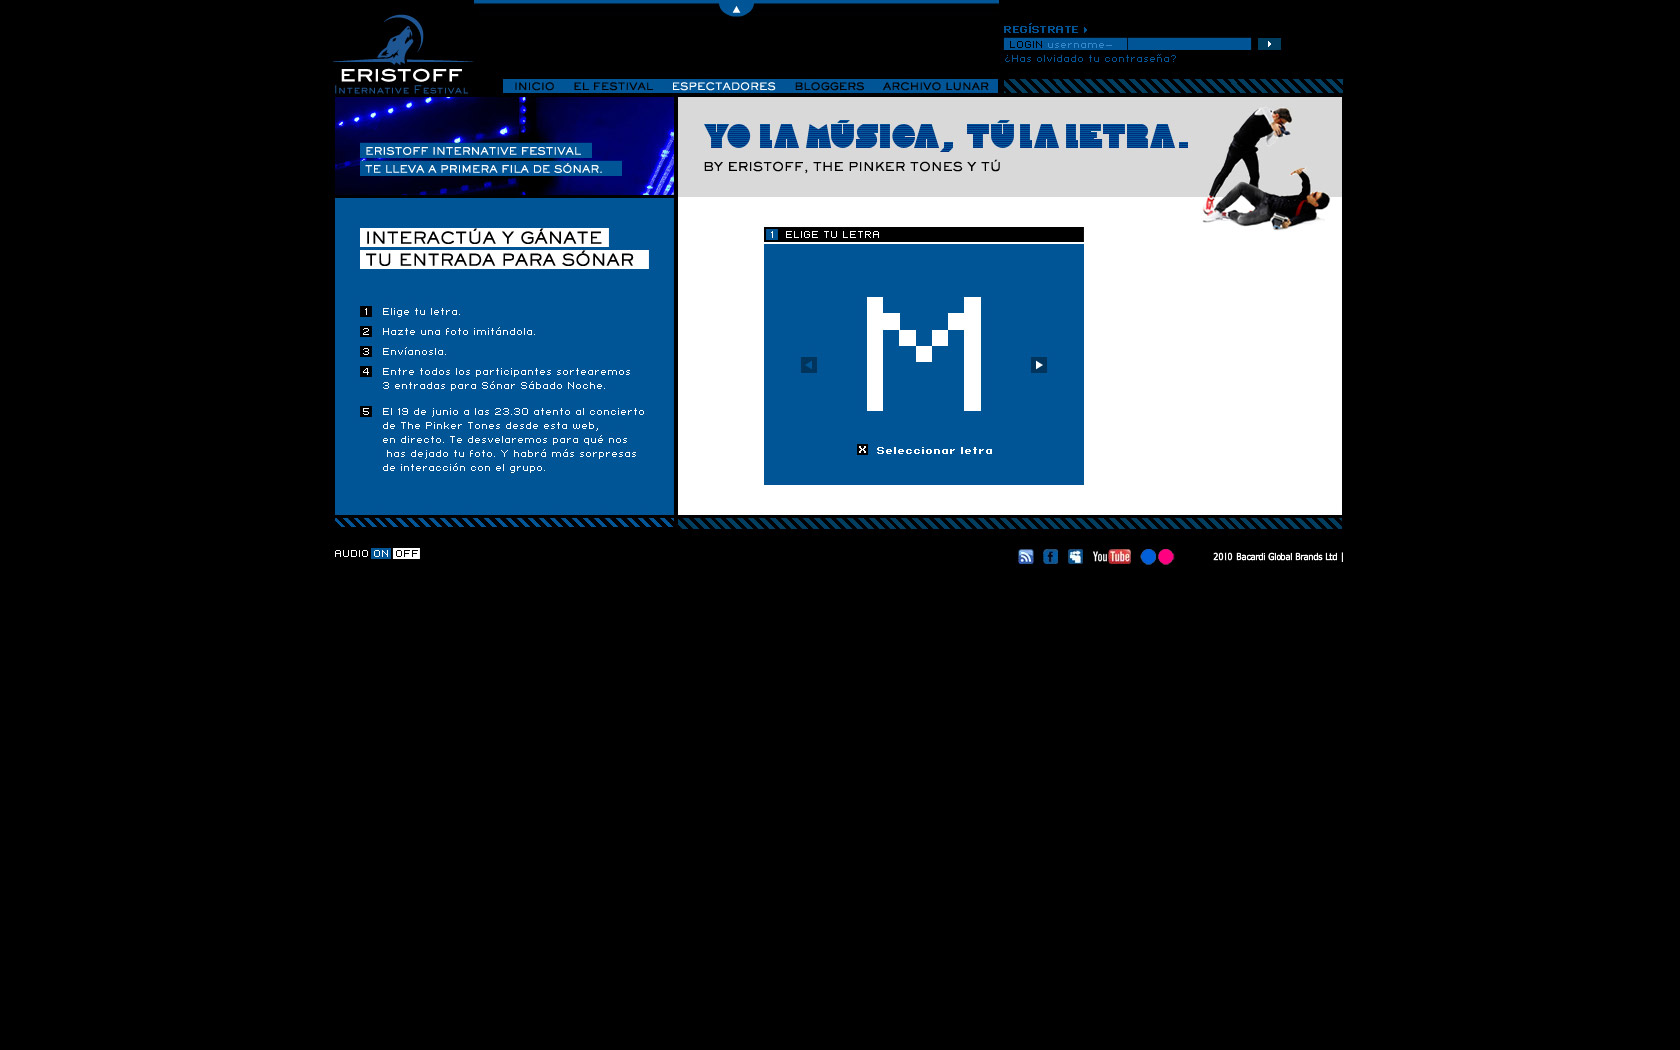 REGÍSTRATE
LOGIN username-
¿Has olvidado tu contraseña?
ERISTOFF
INTERNATIVE FESTIVAL
INICIO EL FESTIVAL ESPECTADORES BLOGGERS ARCHIVO LUNAR
ERISTOFF INTERNATIVE FESTIVAL
TE LLEVA A PRIMERA FILA DE SÓNAR.
YO LA MÚSICA, TÚ LA LETRA.
BY ERISTOFF, THE PINKER TONES Y TÚ
INTERACTÚA Y GÁNATE
TU ENTRADA PARA SÓNAR
1 Elige tu letra.
2 Hazte una foto imitándola.
3 Envíanosla.
4 Entre todos los participantes sortearemos
3 entradas para Sónar Sábado Noche.
5 El 19 de junio a las 23.30 atento al concierto
de The Pinker Tones desde esta web,
en directo. Te desvelaremos para qué nos
has dejado tu foto. Y habrá más sorpresas
de interacción con el grupo.
1 ELIGE TU LETRA
M
X Seleccionar letra
AUDIO ON OFF
YouTube
2010 Bacardi Global Brands Ltd |